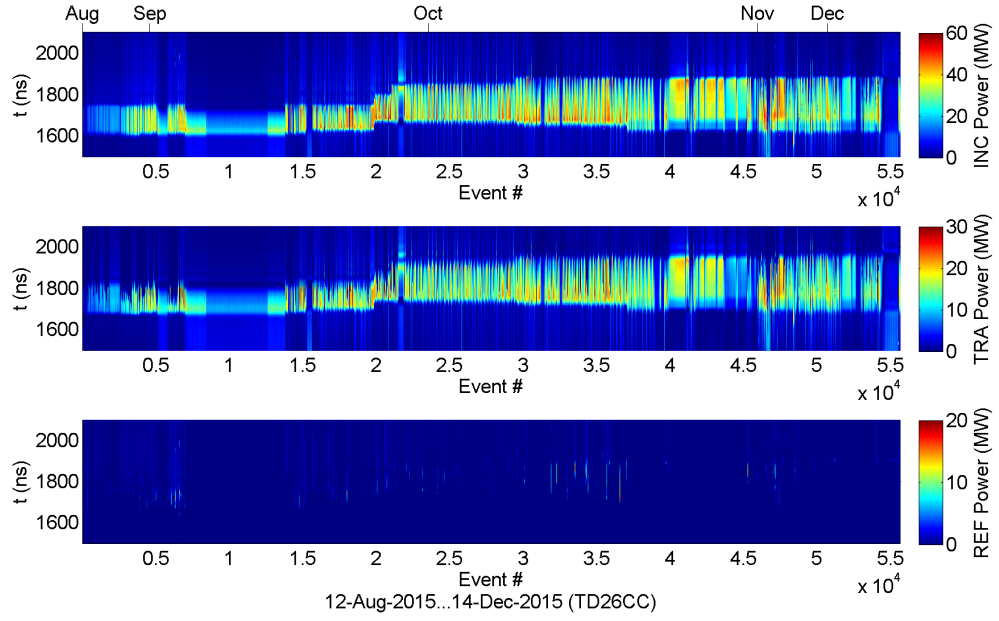 Aug Sep Oct Nov Dec
2000
1800
1600
t (ns)
0.5 1 1.5 2 2.5 3 3.5 4 4.5 5 5.5
Event #
x 10^4
60
40
20
0
INC Power (MW)
2000
1800
1600
t (ns)
0.5 1 1.5 2 2.5 3 3.5 4 4.5 5 5.5
Event #
x 10^4
30
20
10
0
TRA Power (MW)
2000
1800
1600
t (ns)
0.5 1 1.5 2 2.5 3 3.5 4 4.5 5 5.5
Event #
x 10^4
20
10
0
REF Power (MW)
12-Aug-2015...14-Dec-2015 (TD26CC)